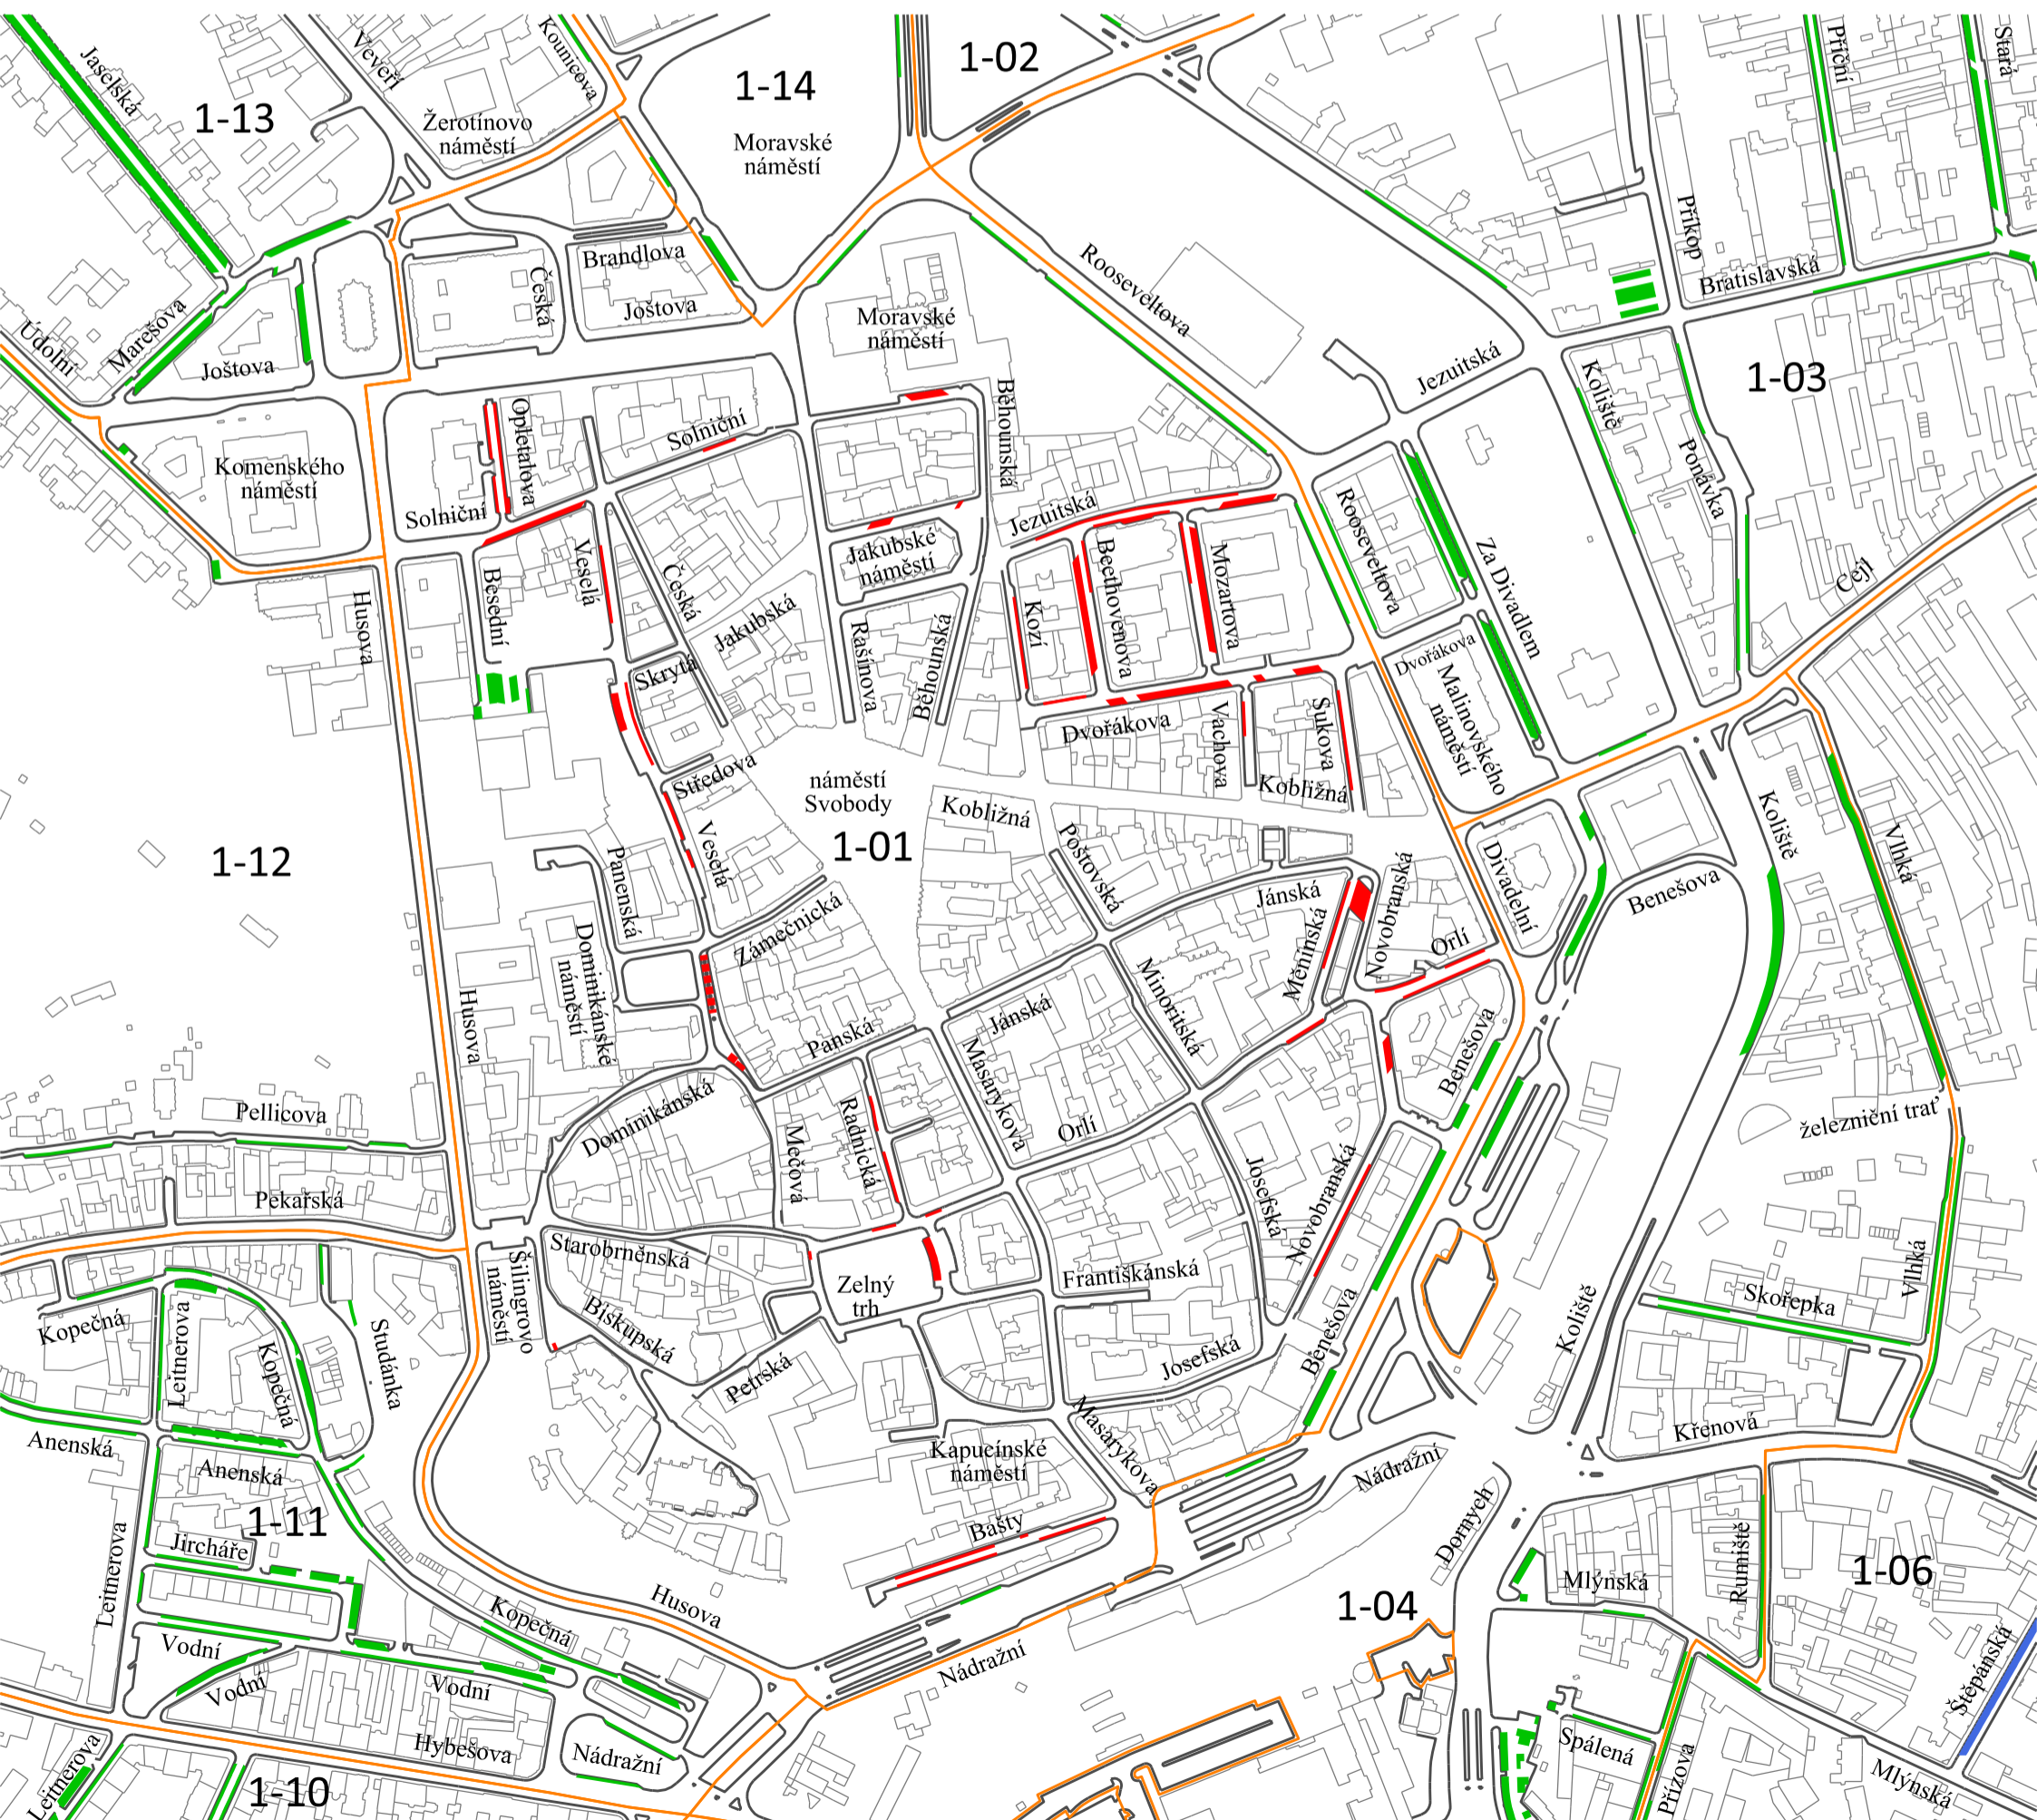 Jaselská
Veveří
Kounicova
1-02
1-14
1-13
Žerotínovo
náměstí
Moravské
náměstí
Příční
Stará
Příkop
Bratislavská
Brandlova
Česká
Joštova
Moravské
náměstí
Rooseveltova
Údolní
Marešova
Joštova
Jezuitská
Koliště
1-03
Opletalova
Solniční
Běhounská
Komenského
náměstí
Solniční
Jezuitská
Rooseveltova
Ponávka
Jakubské
náměstí
Za Divadlem
Cejl
Husova
Besední
Veselá
Česká
Jakubská
Rašínova
Běhounská
Kozí
Beethovenova
Mozartova
Dvořákova
Malinovského
náměstí
Skrytá
Dvořákova
Vachova
Sukova
Středova
náměstí
Svobody
Kobližná
Kobližná
1-01
1-12
Koliště
Vlhká
Veselá
Panenská
Poštovská
Jánská
Novobranská
Divadelní
Benešova
Zámečnická
Dominikánské
náměstí
Měnínská
Orlí
Minoritská
Husova
Panská
Jánská
Masarykova
Benešova
Pellicova
Dominikánská
Mečová
Radnická
Orlí
železniční trať
Pekařská
Josefská
Novobranská
Starobrněnská
Šilingrovo
náměstí
Biskupská
Zelný
trh
Františkánská
Benešova
Koliště
Skořepka
Vlhká
Kopečná
Leitnerova
Kopečná
Studánka
Petrská
Josefská
Masarykova
Křenová
Anenská
Anenská
Kapucínské
náměstí
Nádražní
Dornych
1-11
Jircháře
Bašty
Leitnerova
Mlýnská
Rumiště
1-06
1-04
Husova
Kopečná
Vodní
Vodní
Vodní
Nádražní
Štěpánská
Hybešova
Nádražní
Spálená
Přízova
Mlýnská
Leitnerova
1-10